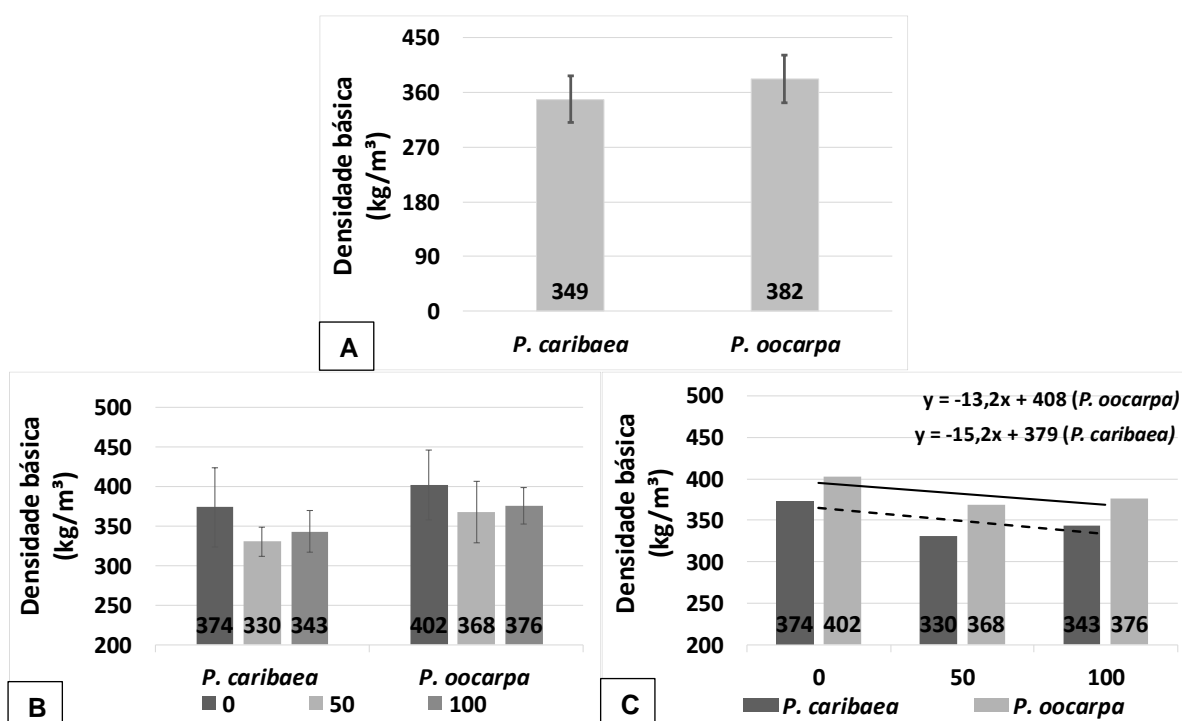 Densidade básica
(kg/m³)
450
360
270
180
90
0
349
382
P. caribaea
P. oocarpa
A
Densidade básica
(kg/m³)
500
450
400
350
300
250
200
374
330
343
402
368
376
P. caribaea
P. oocarpa
0
50
100
B
Densidade básica
(kg/m³)
500
450
400
350
300
250
200
y = -13,2x + 408 (P. oocarpa)
y = -15,2x + 379 (P. caribaea)
374
402
330
368
343
376
0
50
100
P. caribaea
P. oocarpa
C